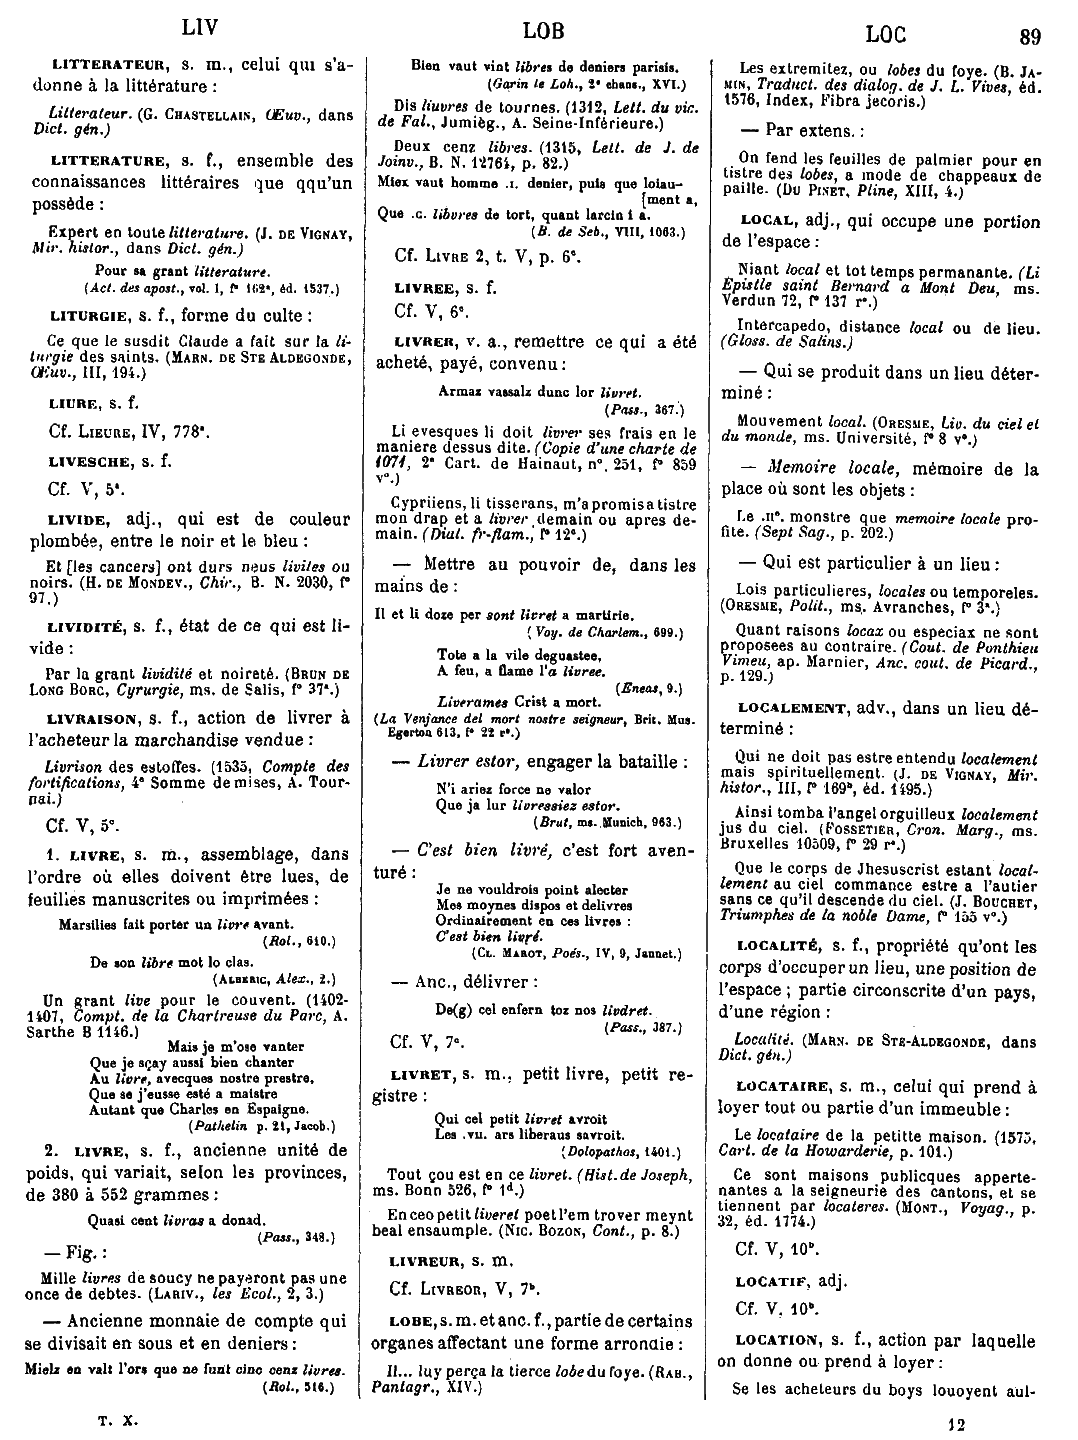 LIV
LOB
LOC
89
LITTERATEUR, s. m., celui qui s'a-
donne à la littérature :
Litterateur. (G. CHASTELLAIN, Œuv., dans
Dict. gén.)
LITTERATURE, s. f., ensemble des
connaissances littéraires que qqu'un
possède :
Expert en toute litterature. (J. DE VIGNAY,
Mir. histor., dans Dict. gén.)
Pour sa grant litterature.
(Act. des apost., vol. I, f° 162ª, éd. 1537.)
LITURGIE, s. f., forme du culte :
Ce que le susdit Claude a fait sur la li-
turgie des saints. (MARN. DE STE ALDEGONDE,
Œuv., III, 194.)
LIURE, s. f.
Cf. LIEURE, IV, 778ª.
LIVESCHE, s. f.
Cf. V, 5ª.
LIVIDE, adj., qui est de couleur
plombée, entre le noir et le bleu :
Et [les cancers] ont durs neus livites ou
noirs. (H. DE MONDEV., Chir., B. N. 2030, f°
97.)
LIVIDITÉ, s. f., état de ce qui est li-
vide :
Par la grant lividité et noireté. (BRUN DE
LONG BORC, Cyrurgie, ms. de Salis, f° 37ª.)
LIVRAISON, s. f., action de livrer à
l'acheteur la marchandise vendue :
Livrison des estoffes. (1535, Compte des
fortifications, 4ª Somme de mises, A. Tour-
nai.)
Cf. V, 5ᶜ.
1. LIVRE, s. m., assemblage, dans
l'ordre où elles doivent être lues, de
feuilles manuscrites ou imprimées :
Marsilies fait porter un livre avant.
(Rol., 610.)
De son libre mot lo clas.
(ALBERIC, Alex., 2.)
Un grant live pour le couvent. (1402-
1407, Compt. de la Chartreuse du Parc, A.
Sarthe B 1146.)
Mais je m'ose vanter
Que je sçay aussi bien chanter
Au livre, avecques nostre prestre,
Que se j'eusse esté a maistre
Autant que Charles en Espaigne.
(Pathelin p. 21, Jacob.)
2. LIVRE, s. f., ancienne unité de
poids, qui variait, selon les provinces,
de 380 à 552 grammes :
Quasi cent livras a donad.
(Pass., 348.)
— Fig. :
Mille livres de soucy ne payeront pas une
once de debtes. (LARIV., les Ecol., 2, 3.)
— Ancienne monnaie de compte qui
se divisait en sous et en deniers :
Mielz en valt l'ors que ne funt cinc cenz livres.
(Rol., 516.)
T. X.
Bien vaut vint libres de deniers parisis.
(Garin le Loh., 2ᵉ chans., XVI.)
Dis liuvres de tournes. (1312, Lett. du vic.
de Fal., Jumièg., A. Seine-Inférieure.)
Deux cenz libres. (1315, Lett. de J. de
Joinv., B. N. 12764, p. 82.)
Miex vaut homme .I. denier, puis que loiau-
[ment a,
Que .C. libvres de tort, quant larcin i a.
(B. de Seb., VIII, 1063.)
Cf. LIVRE 2, t. V, p. 6ᶜ.
LIVREE, s. f.
Cf. V, 6ᶜ.
LIVRER, v. a., remettre ce qui a été
acheté, payé, convenu :
Armaz vassalz dunc lor livret.
(Pass., 367.)
Li evesques li doit livrer ses frais en le
maniere dessus dite. (Copie d'une charte de
1071, 2ᵉ Cart. de Hainaut, n°. 251, f° 859
v°.)
Cypriiens, li tisserans, m'a promis a tistre
mon drap et a livrer demain ou apres de-
main. (Dial. fr-flam., f° 12ᶜ.)
— Mettre au pouvoir de, dans les
mains de :
Il et li doze per sont livret a martirie.
(Voy. de Charlem., 699.)
Tote a la vile deguastee,
A feu, a flame l'a livree.
(Eneas, 9.)
Liverames Crist a mort.
(La Venjance del mort nostre seigneur, Brit. Mus.
Egerton 613, f° 22 r°.)
— Livrer estor, engager la bataille :
N'i ariez force ne valor
Que ja lur livressiez estor.
(Brut, ms. Munich, 963.)
— C'est bien livré, c'est fort aven-
turé :
Je ne vouldrois point alecter
Mes moynes dispos et delivres
Ordinairement en ces livres :
C'est bien livré.
(CL. MAROT, Poés., IV, 9, Jannet.)
— Anc., délivrer :
De(g) cel enfern toz nos livdret.
(Pass., 387.)
Cf. V, 7ª.
LIVRET, s. m., petit livre, petit re-
gistre :
Qui cel petit livret avroit
Les .VII. ars liberaus savroit.
(Dolopathos, 1401.)
Tout çou est en ce livret. (Hist. de Joseph,
ms. Bonn 526, f° 1ᵈ.)
En ceo petit liveret poet l'em trover meynt
beal ensaumple. (NIC. BOZON, Cont., p. 8.)
LIVREUR, s. m.
Cf. LIVREOR, V, 7ᵇ.
LOBE, s. m. et anc. f., partie de certains
organes affectant une forme arrondie :
Il... luy perça la tierce lobe du foye. (RAB.,
Pantagr., XIV.)
Les extremitez, ou lobes du foye. (B. JA-
MIN, Traduct. des dialog. de J. L. Vives, éd.
1576, Index, Fibra jecoris.)
— Par extens. :
On fend les feuilles de palmier pour en
tistre des lobes, a mode de chappeaux de
paille. (DU PINET, Pline, XIII, 4.)
LOCAL, adj., qui occupe une portion
de l'espace :
Niant local et tot temps permanante. (Li
Epistle saint Bernard a Mont Deu, ms.
Verdun 72, f° 137 r°.)
Intercapedo, distance local ou de lieu.
(Gloss. de Salins.)
— Qui se produit dans un lieu déter-
miné :
Mouvement local. (ORESME, Liv. du ciel et
du monde, ms. Université, f° 8 v°.)
— Memoire locale, mémoire de la
place où sont les objets :
Le .IIᵉ. monstre que memoire locale pro-
fite. (Sept Sag., p. 202.)
— Qui est particulier à un lieu :
Lois particulieres, locales ou temporeles.
(ORESME, Polit., ms. Avranches, f° 3ª.)
Quant raisons locax ou especiax ne sont
proposees au contraire. (Cout. de Ponthieu
Vimeu, ap. Marnier, Anc. cout. de Picard.,
p. 129.)
LOCALEMENT, adv., dans un lieu dé-
terminé :
Qui ne doit pas estre entendu localement
mais spirituellement. (J. DE VIGNAY, Mir.
histor., III, f° 169ª, éd. 1495.)
Ainsi tomba l'angel orguilleux localement
jus du ciel. (FOSSETIER, Cron. Marg., ms.
Bruxelles 10509, f° 29 r°.)
Que le corps de Jhesuscrist estant local-
lement au ciel commance estre a l'autier
sans ce qu'il descende du ciel. (J. BOUCHET,
Triumphes de la noble Dame, f° 155 v°.)
LOCALITÉ, s. f., propriété qu'ont les
corps d'occuper un lieu, une position de
l'espace ; partie circonscrite d'un pays,
d'une région :
Localité. (MARN. DE STE-ALDEGONDE, dans
Dict. gén.)
LOCATAIRE, s. m., celui qui prend à
loyer tout ou partie d'un immeuble :
Le locataire de la petitte maison. (1575,
Cart. de la Howarderie, p. 101.)
Ce sont maisons publicques apperte-
nantes a la seigneurie des cantons, et se
tiennent par locateres. (MONT., Voyag., p.
32, éd. 1774.)
Cf. V, 10ᵇ.
LOCATIF, adj.
Cf. V, 10ᵇ.
LOCATION, s. f., action par laquelle
on donne ou prend à loyer :
Se les acheteurs du boys louoyent aul-
12